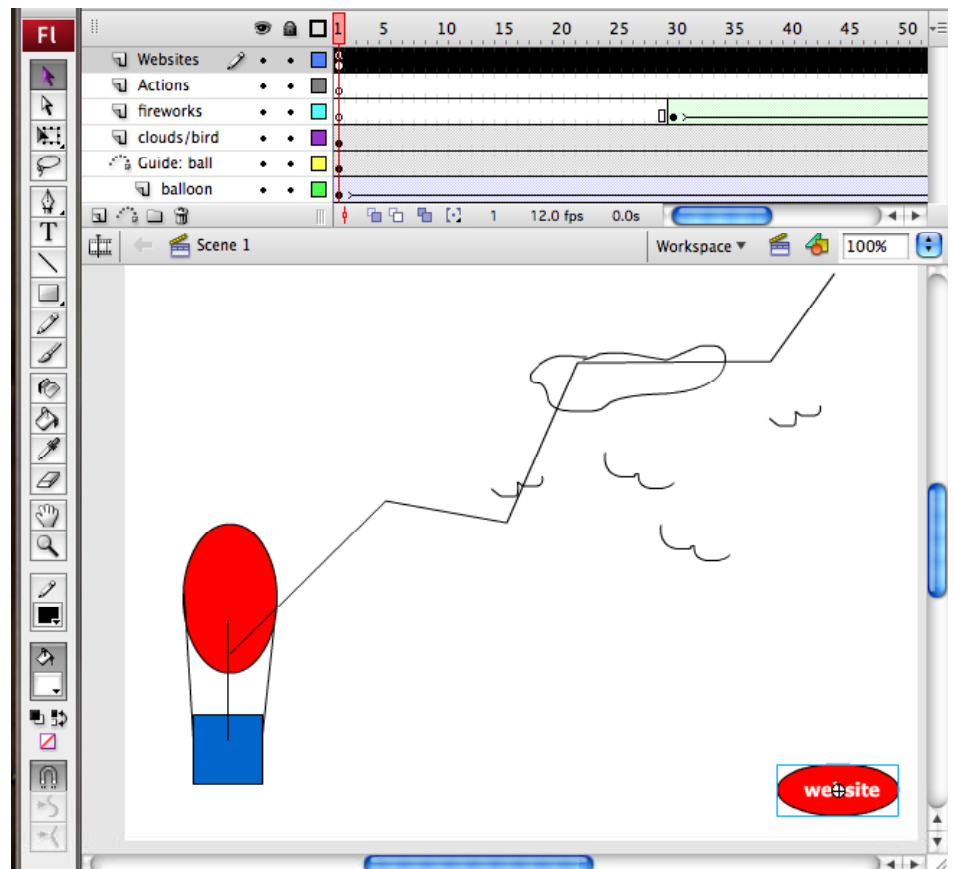 Fl
1 5 10 15 20 25 30 35 40 45 50
Websites
a
Actions
fireworks
clouds/bird
Guide: ball
balloon
1 12.0 fps 0.0s
T
Scene 1 Workspace 100%
website